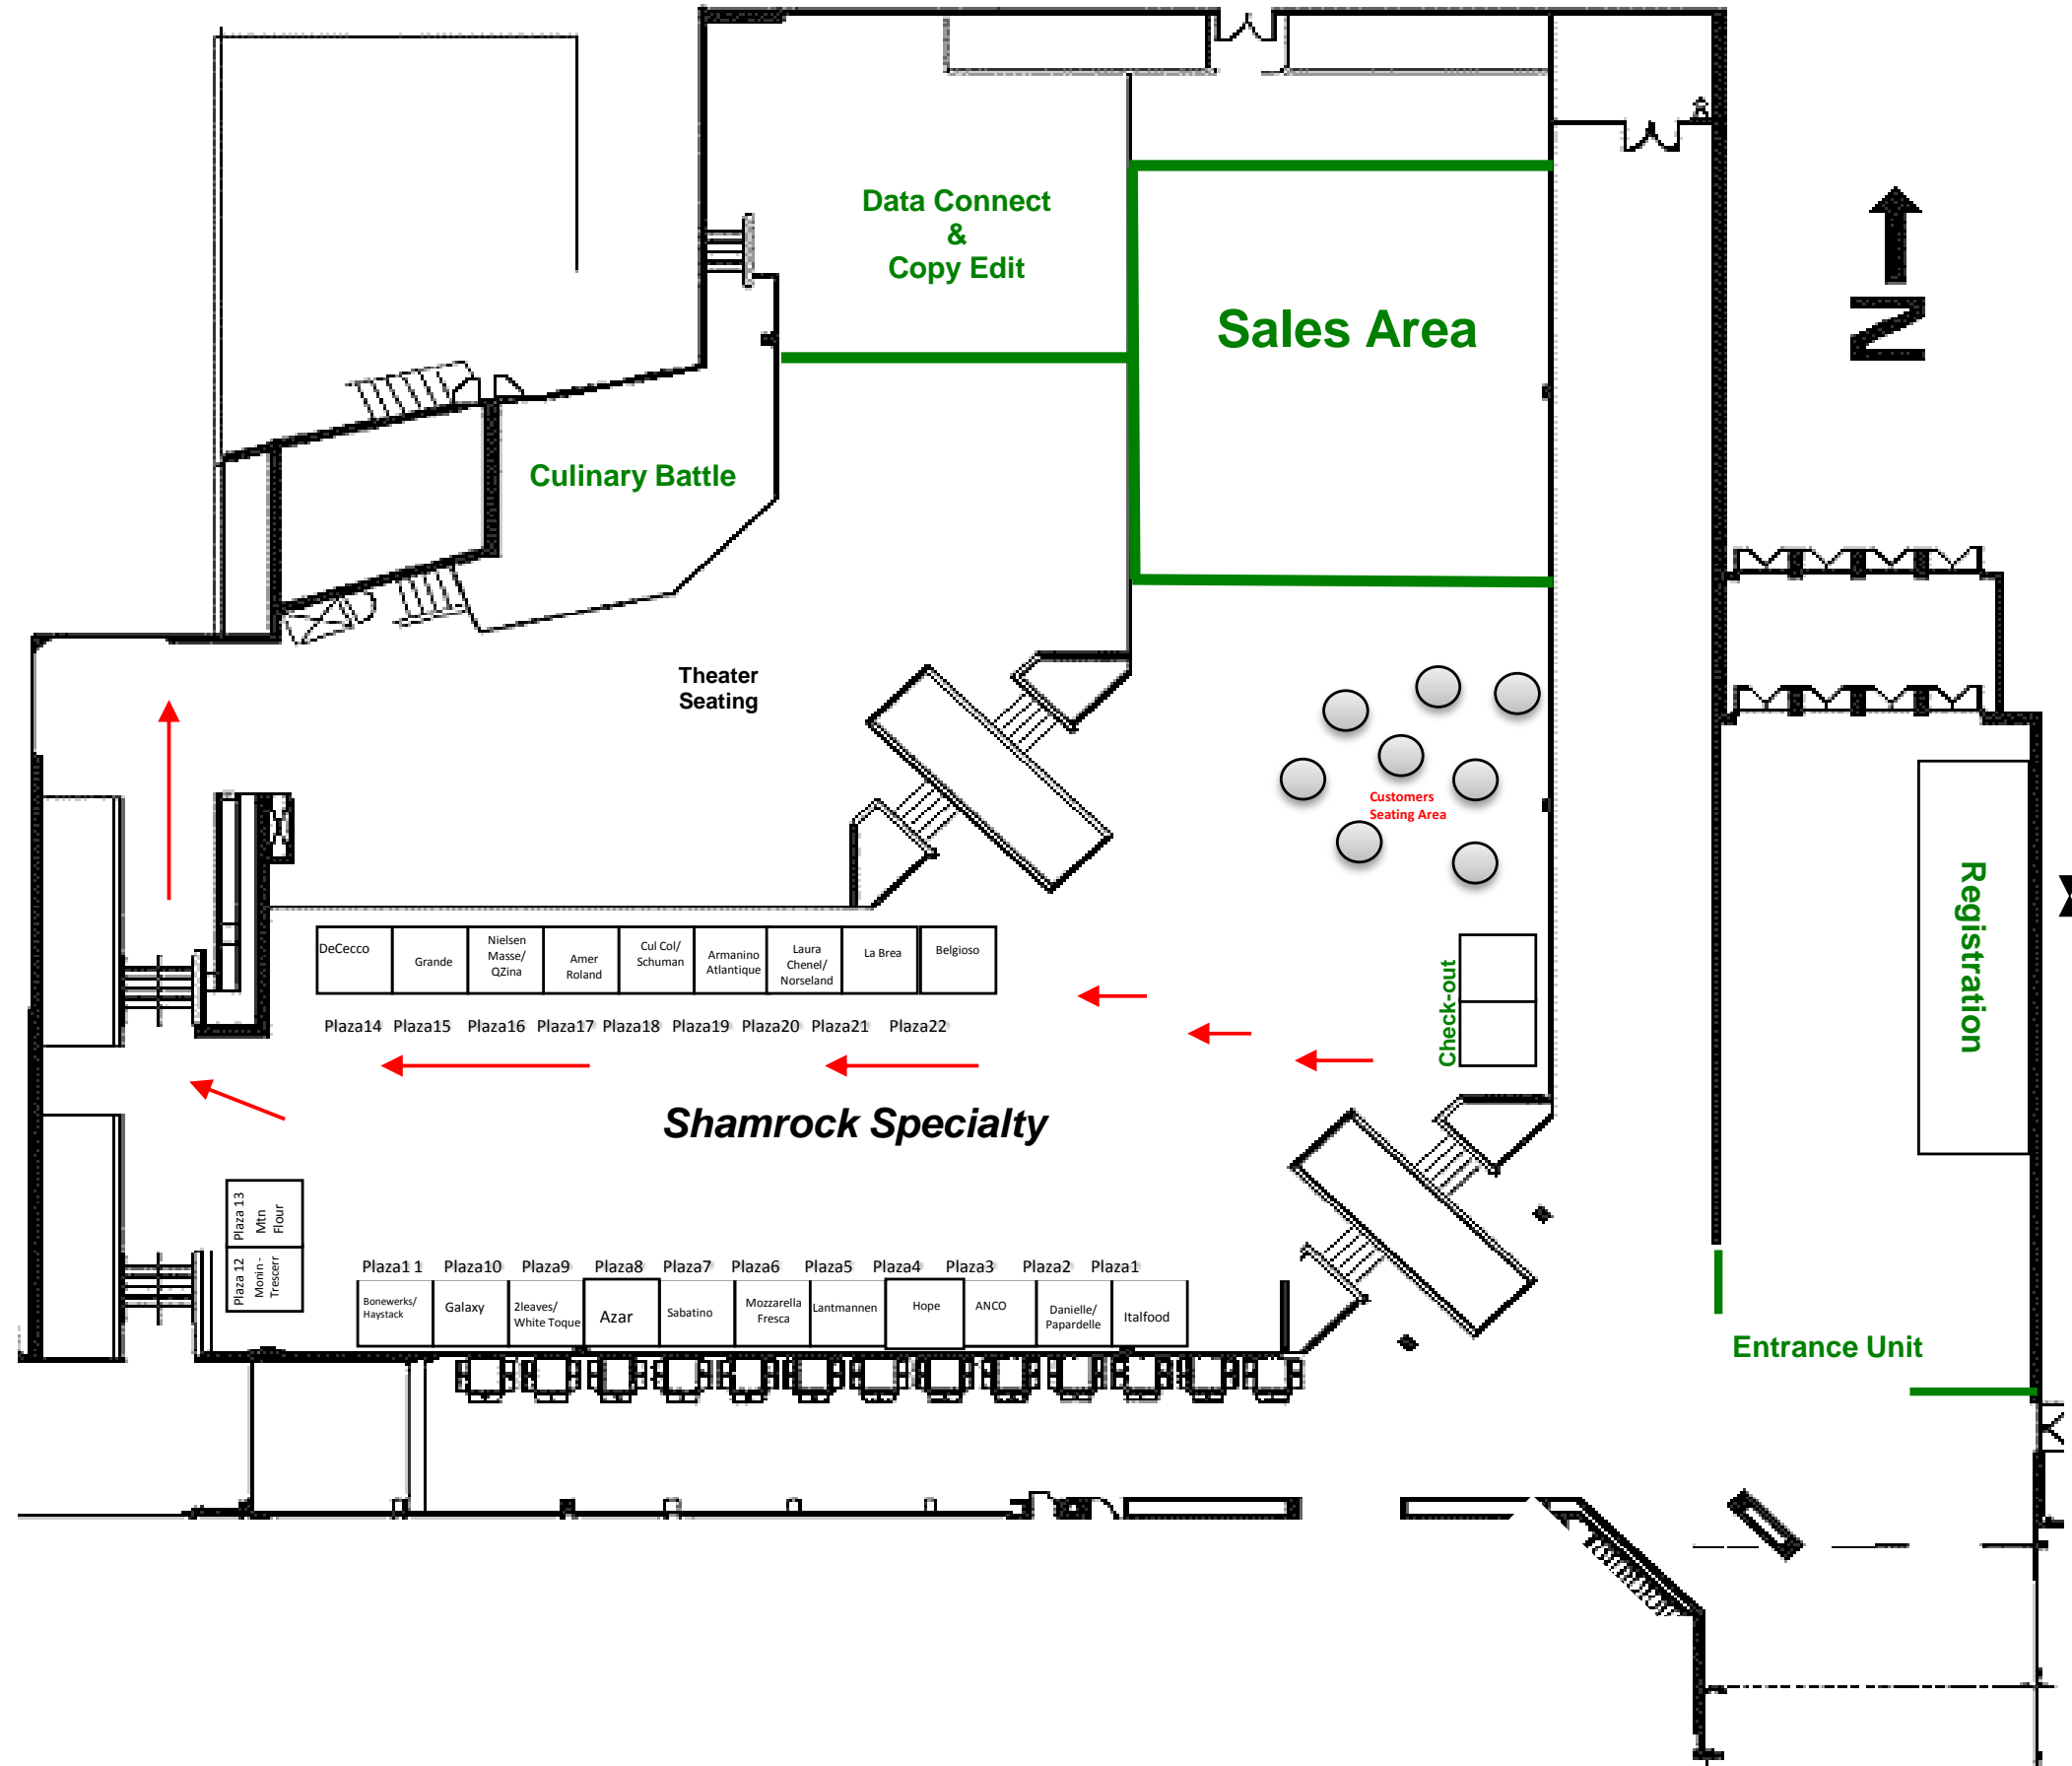 Data Connect
&
Copy Edit
Sales Area
N
Culinary Battle
Theater
Seating
Customers
Seating Area
Registration
DeCecco
Grande
Nielsen
Masse/
QZina
Amer
Roland
Cul Col/
Schuman
Armanino
Atlantique
Laura
Chenel/
Norseland
La Brea
Belgioso
Check-out
Plaza14 Plaza15 Plaza16 Plaza17 Plaza18 Plaza19 Plaza20 Plaza21 Plaza22
Shamrock Specialty
Plaza 13
Mtn
Flour
Plaza 12
Monin -
Trescerr
Plaza1 1 Plaza10 Plaza9 Plaza8 Plaza7 Plaza6 Plaza5 Plaza4 Plaza3 Plaza2 Plaza1
Bonewerks/
Haystack
Galaxy
2leaves/
White Toque
Azar
Sabatino
Mozzarella
Fresca
Lantmannen
Hope
ANCO
Danielle/
Papardelle
Italfood
Entrance Unit